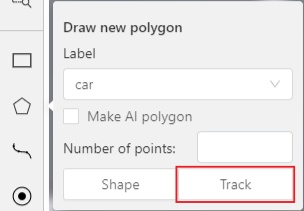 Draw new polygon
Label
car
Make AI polygon
Number of points:
Shape Track